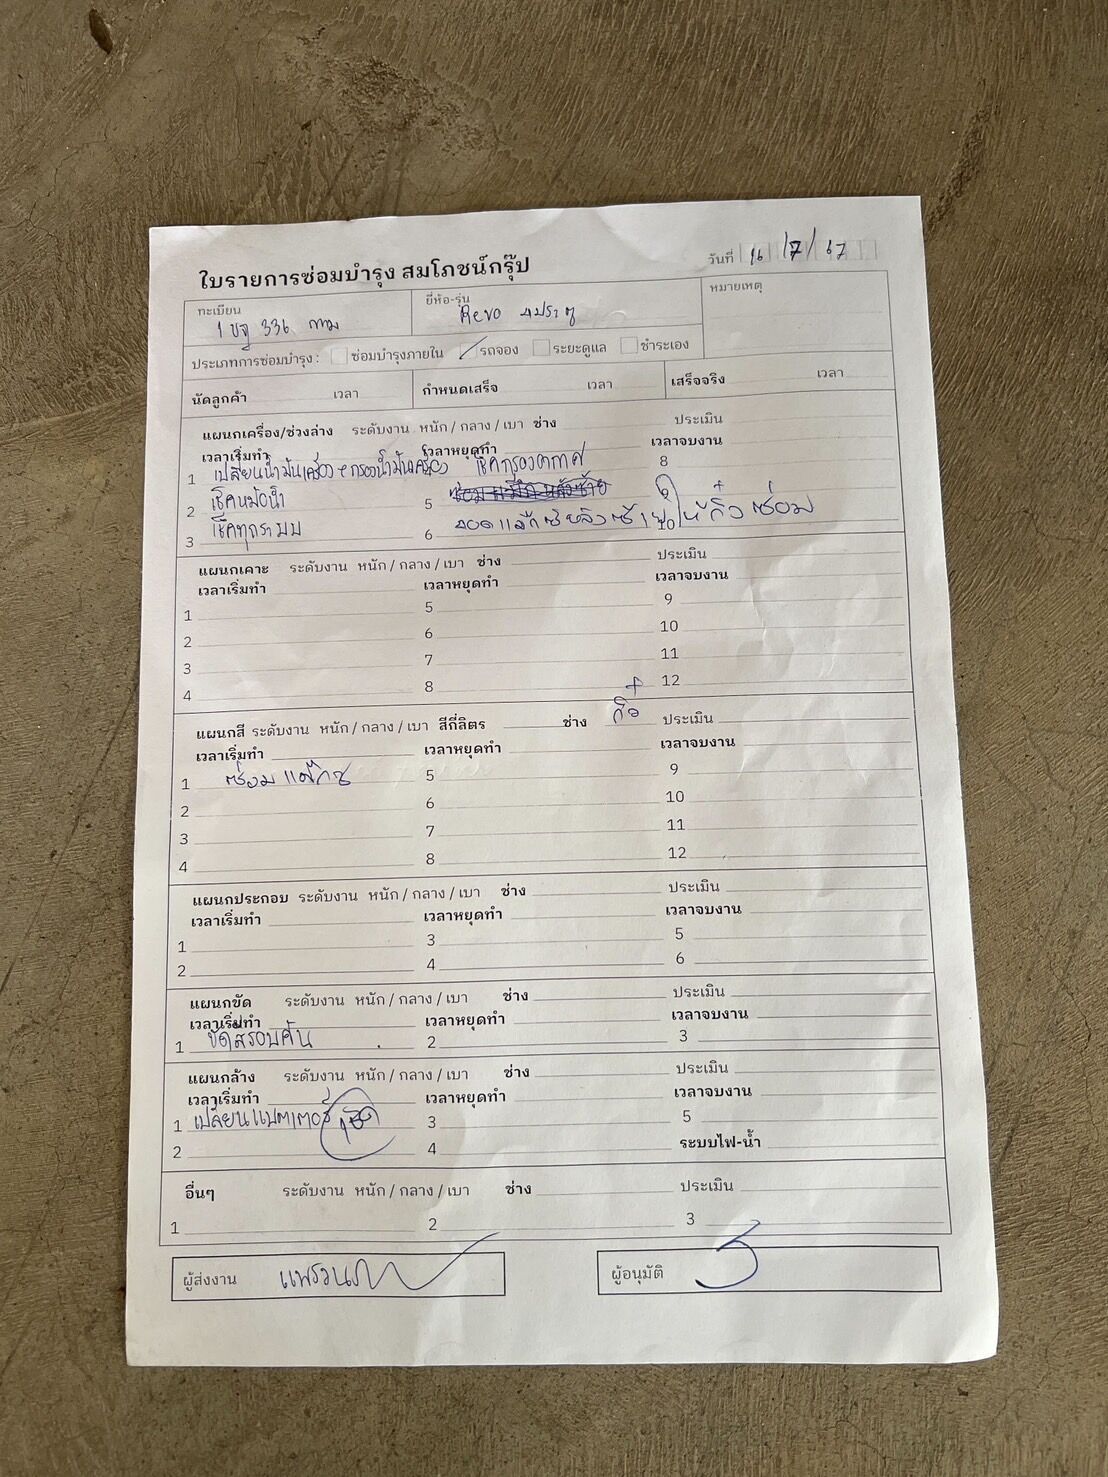 ใบรายการซ่อมบำรุง สมโภชน์กรุ๊ป
วันที่ 16/7/67
ทะเบียน ยี่ห้อ-รุ่น หมายเหตุ
336 กทม Revo 4ประตู
ประเภทการซ่อมบำรุง : ซ่อมบำรุงภายใน รถจอง ระยะดูแล ชำระเอง
นัดลูกค้า เวลา กำหนดเสร็จ เวลา เสร็จจริง เวลา
แผนกเครื่อง/ช่วงล่าง ระดับงาน หนัก / กลาง / เบา ช่าง ประเมิน
เวลาเริ่มทำ เวลาหยุดทำ เวลาจบงาน
1 เปลี่ยนน้ำมันเครื่อง + กรองน้ำมันเครื่อง เช็คกรองอากาศ 8
2 เช็คหม้อน้ำ 5
3 เช็คทุกระบบ 6 ให้กิ๋วซ่อม
แผนกเคาะ ระดับงาน หนัก / กลาง / เบา ช่าง ประเมิน
เวลาเริ่มทำ เวลาหยุดทำ เวลาจบงาน
1 5 9
2 6 10
3 7 11
4 8 12
แผนกสี ระดับงาน หนัก / กลาง / เบา สีกี่ลิตร ช่าง กิ๋ว ประเมิน
เวลาเริ่มทำ เวลาหยุดทำ เวลาจบงาน
1 ซ่อมแม็กซ์ 5 9
2 6 10
3 7 11
4 8 12
แผนกประกอบ ระดับงาน หนัก / กลาง / เบา ช่าง ประเมิน
เวลาเริ่มทำ เวลาหยุดทำ เวลาจบงาน
1 3 5
2 4 6
แผนกขัด ระดับงาน หนัก / กลาง / เบา ช่าง ประเมิน
เวลาเริ่มทำ เวลาหยุดทำ เวลาจบงาน
1 ขัดสีรอบคัน 2 3
แผนกล้าง ระดับงาน หนัก / กลาง / เบา ช่าง ประเมิน
เวลาเริ่มทำ เวลาหยุดทำ เวลาจบงาน
1 เปลี่ยนแบตเตอรี่ 3 5
2 4 ระบบไฟ-น้ำ
อื่นๆ ระดับงาน หนัก / กลาง / เบา ช่าง ประเมิน
1 2 3
ผู้ส่งงาน ผู้อนุมัติ